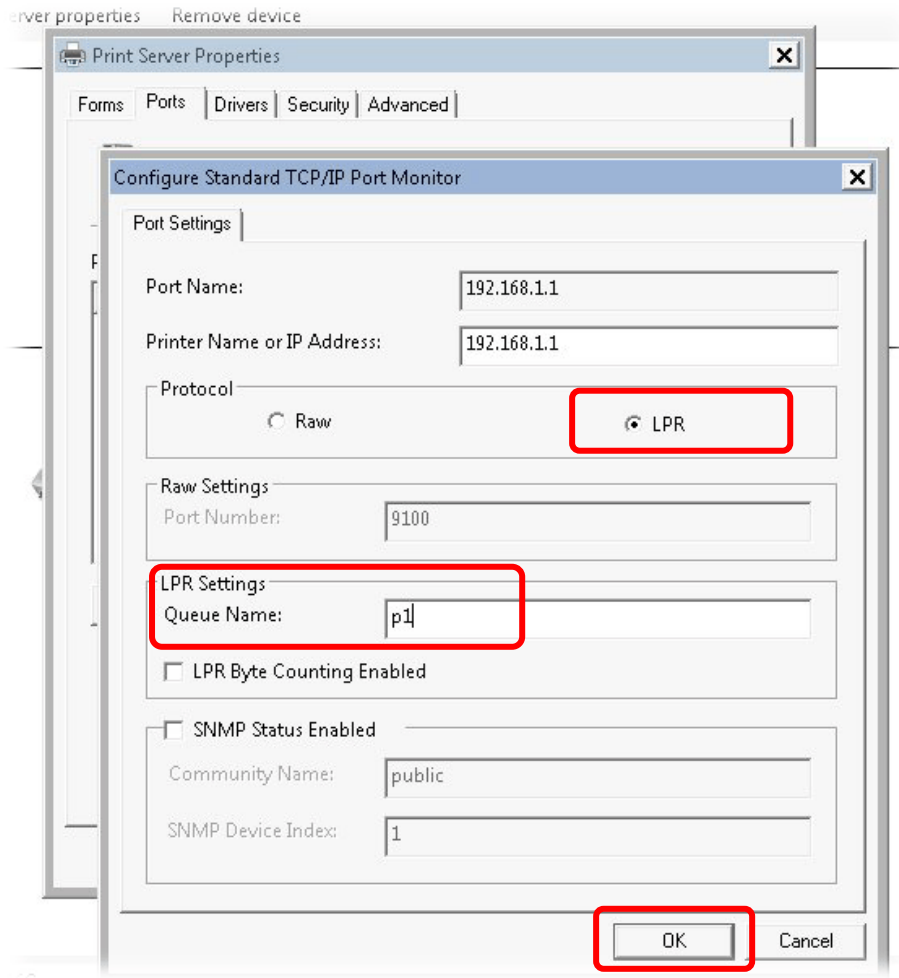 erver properties Remove device
Print Server Properties
Forms Ports Drivers Security Advanced
Configure Standard TCP/IP Port Monitor
Port Settings
Port Name: 192.168.1.1
Printer Name or IP Address: 192.168.1.1
Protocol
Raw LPR
Raw Settings
Port Number: 9100
LPR Settings
Queue Name: p1
LPR Byte Counting Enabled
SNMP Status Enabled
Community Name: public
SNMP Device Index: 1
OK Cancel